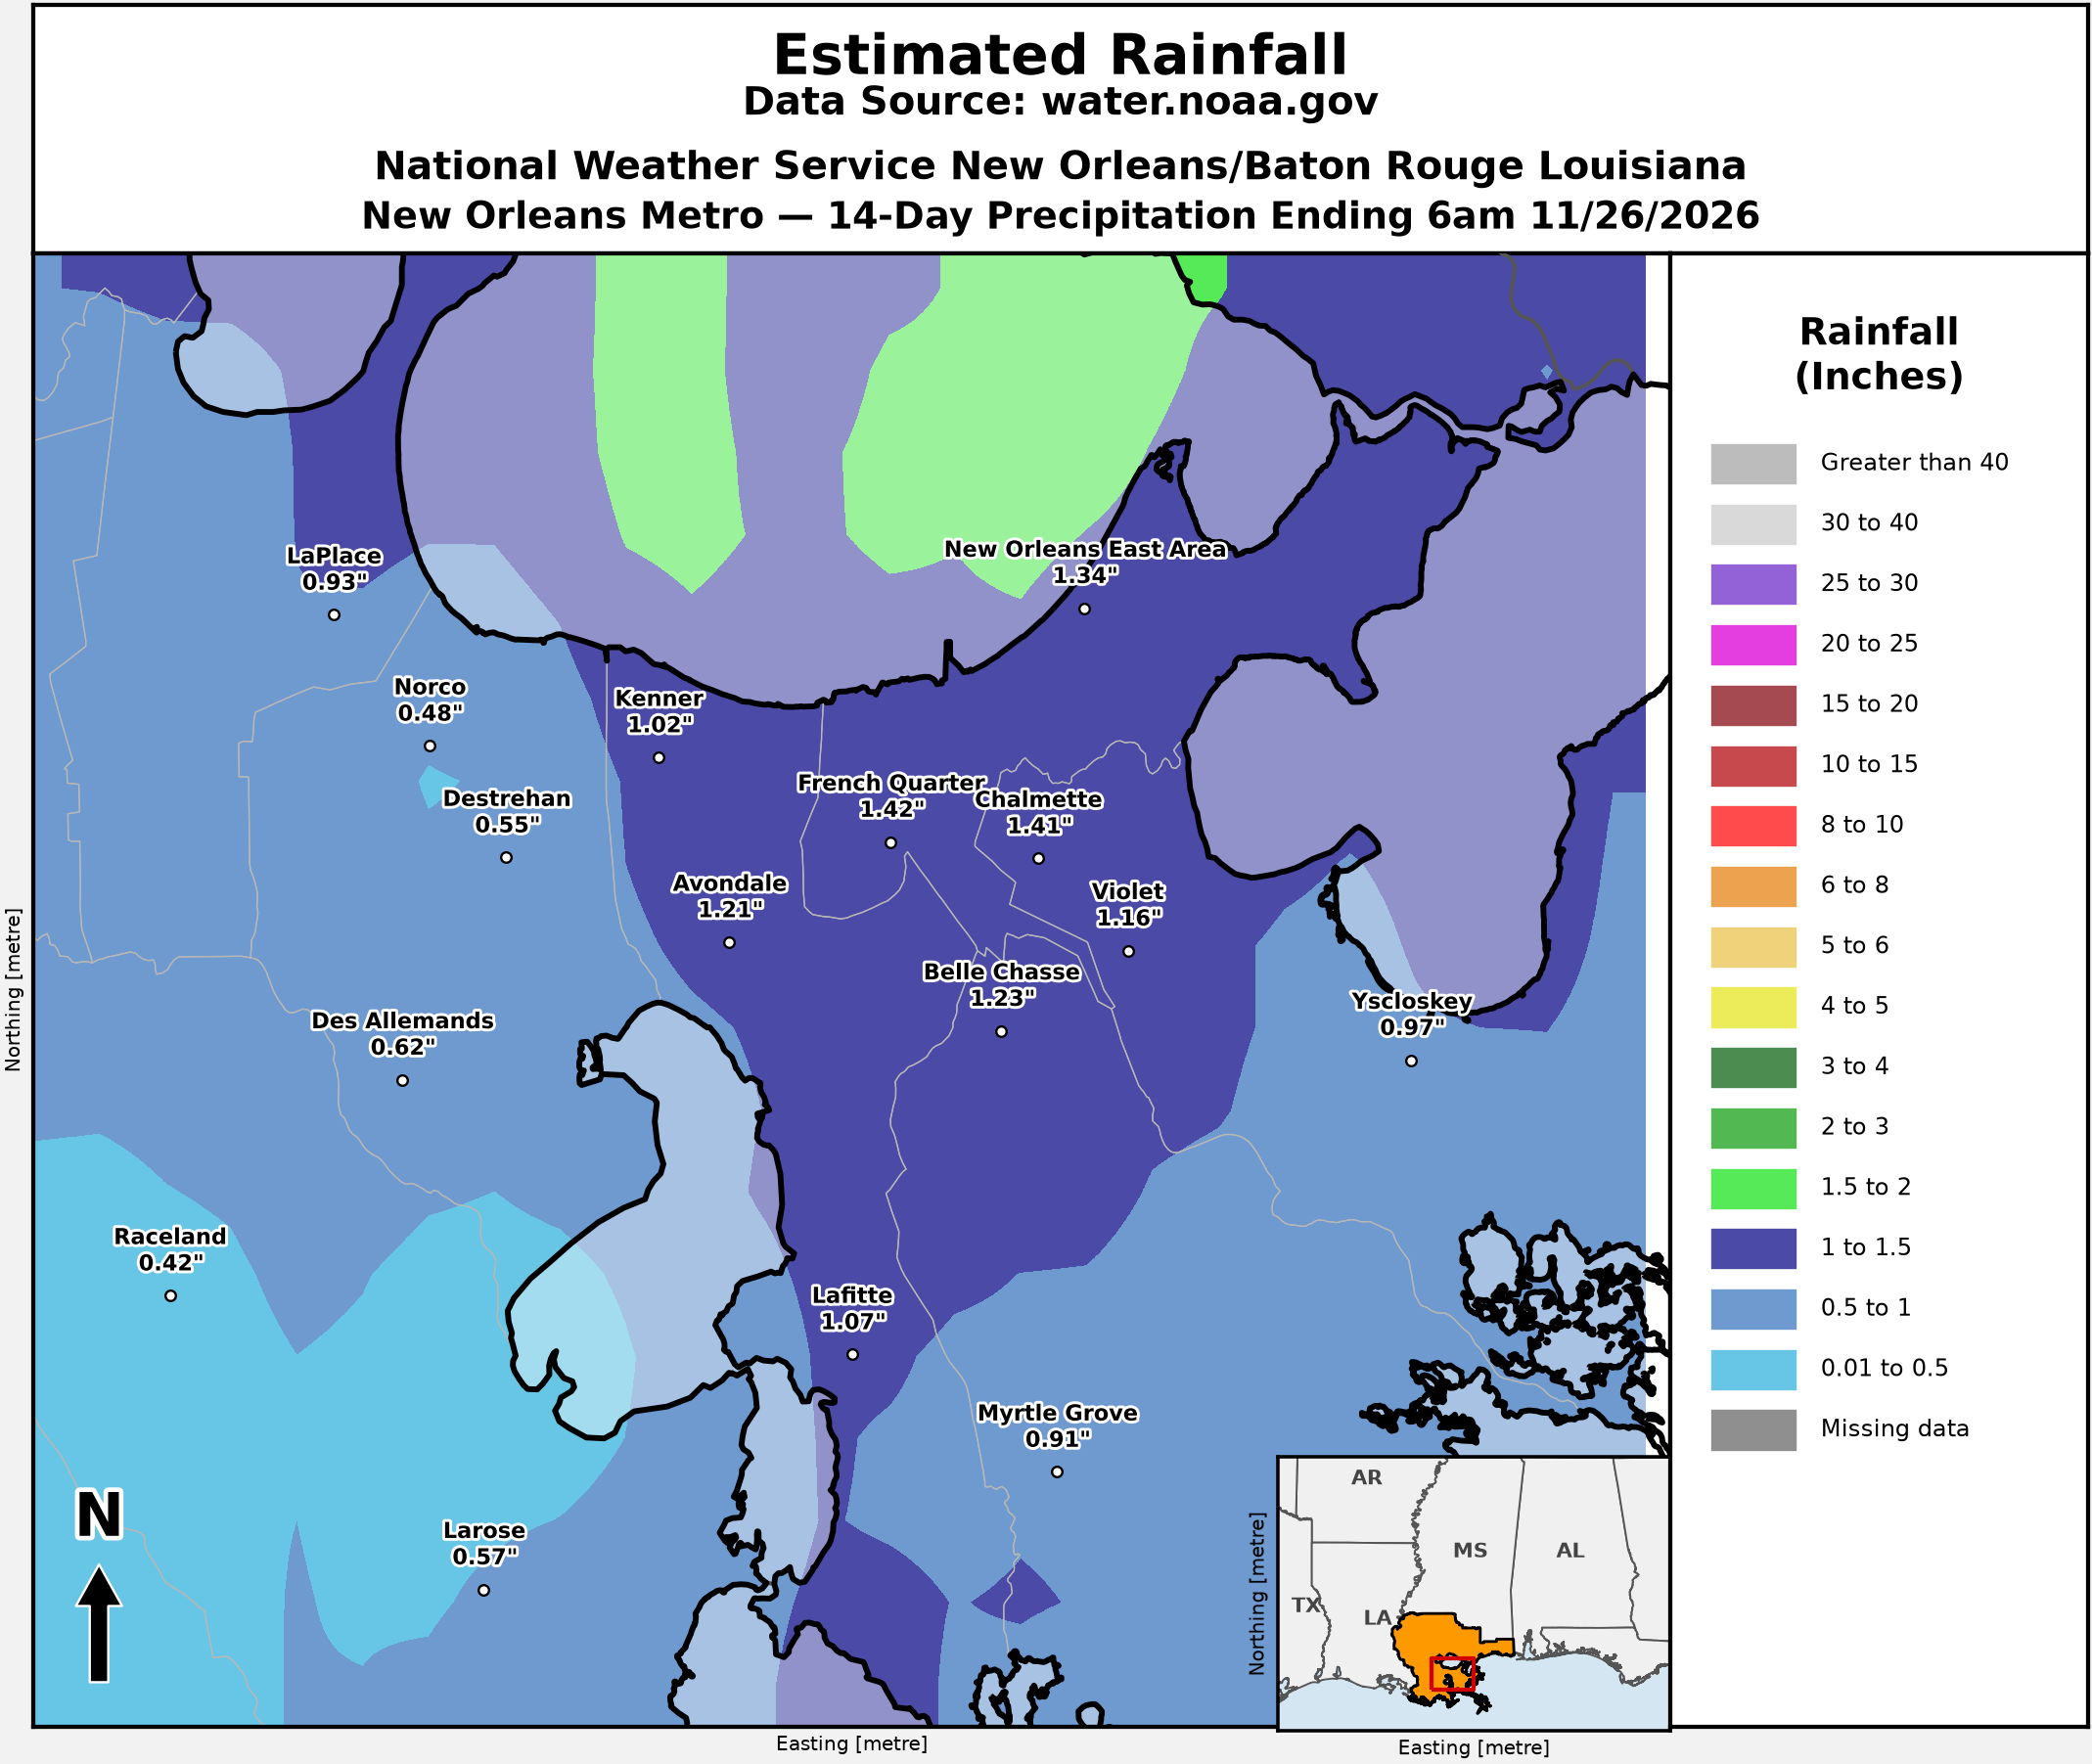 Estimated Rainfall
Data Source: water.noaa.gov
National Weather Service New Orleans/Baton Rouge Louisiana
New Orleans Metro — 14-Day Precipitation Ending 6am 11/26/2026
Rainfall
(Inches)
Greater than 40
30 to 40
25 to 30
20 to 25
15 to 20
10 to 15
8 to 10
6 to 8
5 to 6
4 to 5
3 to 4
2 to 3
1.5 to 2
1 to 1.5
0.5 to 1
0.01 to 0.5
Missing data
New Orleans East Area
1.34"
LaPlace
0.93"
Norco
0.48"
Kenner
1.02"
French Quarter
1.42"
Chalmette
1.41"
Destrehan
0.55"
Avondale
1.21"
Violet
1.16"
Belle Chasse
1.23"
Yscloskey
0.97"
Des Allemands
0.62"
Raceland
0.42"
Lafitte
1.07"
Myrtle Grove
0.91"
Larose
0.57"
N
AR
MS
AL
TX
LA
Northing [metre]
Easting [metre]
Northing [metre]
Easting [metre]